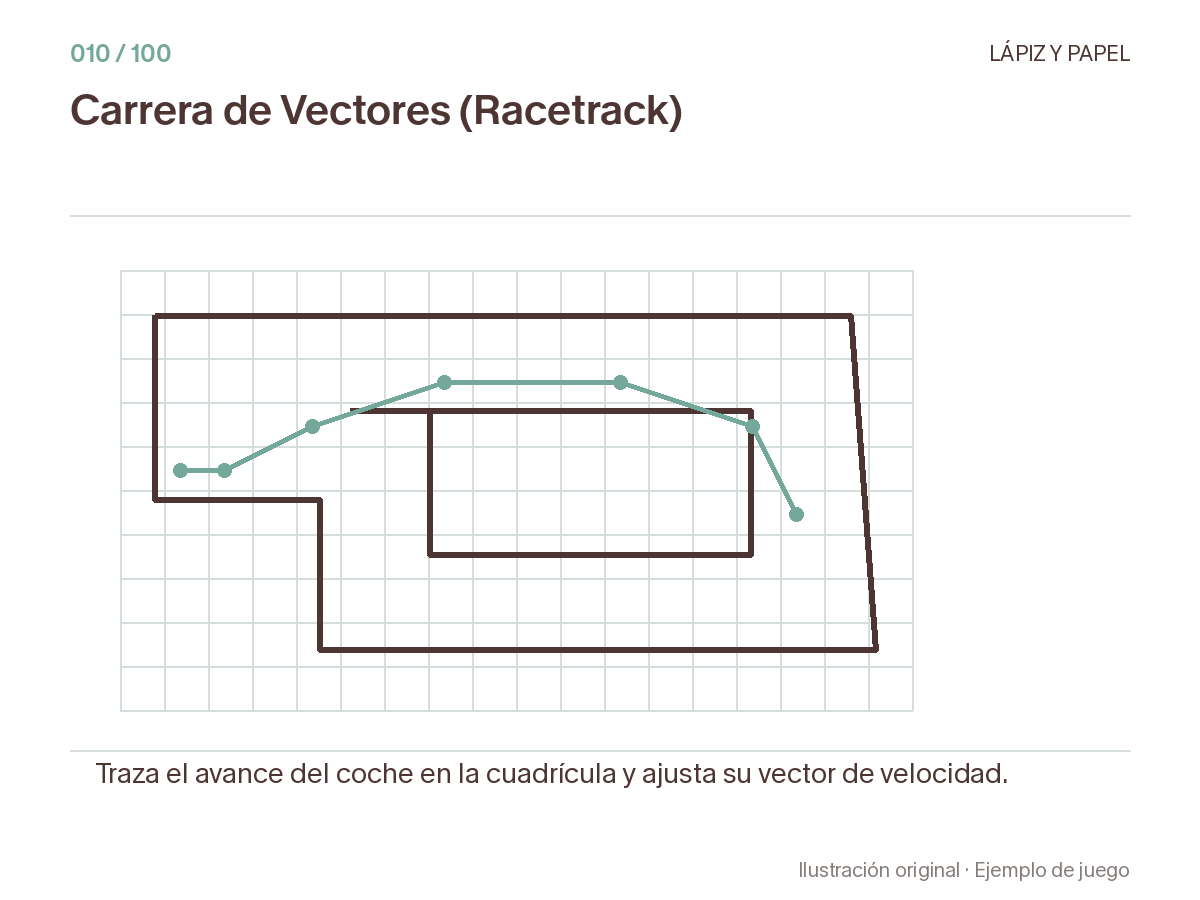 010 / 100
LÁPIZ Y PAPEL
Carrera de Vectores (Racetrack)
Traza el avance del coche en la cuadrícula y ajusta su vector de velocidad.
Ilustración original · Ejemplo de juego